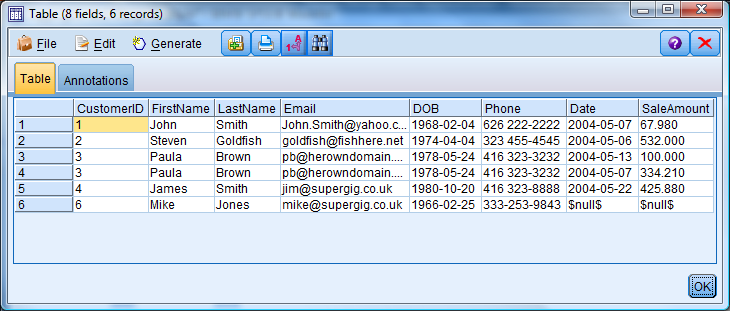 Table (8 fields, 6 records)
File Edit Generate
Table Annotations
CustomerID FirstName LastName Email DOB Phone Date SaleAmount
1 1 John Smith John.Smith@yahoo.c... 1968-02-04 626 222-2222 2004-05-07 67.980
2 2 Steven Goldfish goldfish@fishhere.net 1974-04-04 323 455-4545 2004-05-06 532.000
3 3 Paula Brown pb@herowndomain.... 1978-05-24 416 323-3232 2004-05-13 100.000
4 3 Paula Brown pb@herowndomain.... 1978-05-24 416 323-3232 2004-05-07 334.210
5 4 James Smith jim@supergig.co.uk 1980-10-20 416 323-8888 2004-05-22 425.880
6 6 Mike Jones mike@supergig.co.uk 1966-02-25 333-253-9843 $null$ $null$
OK